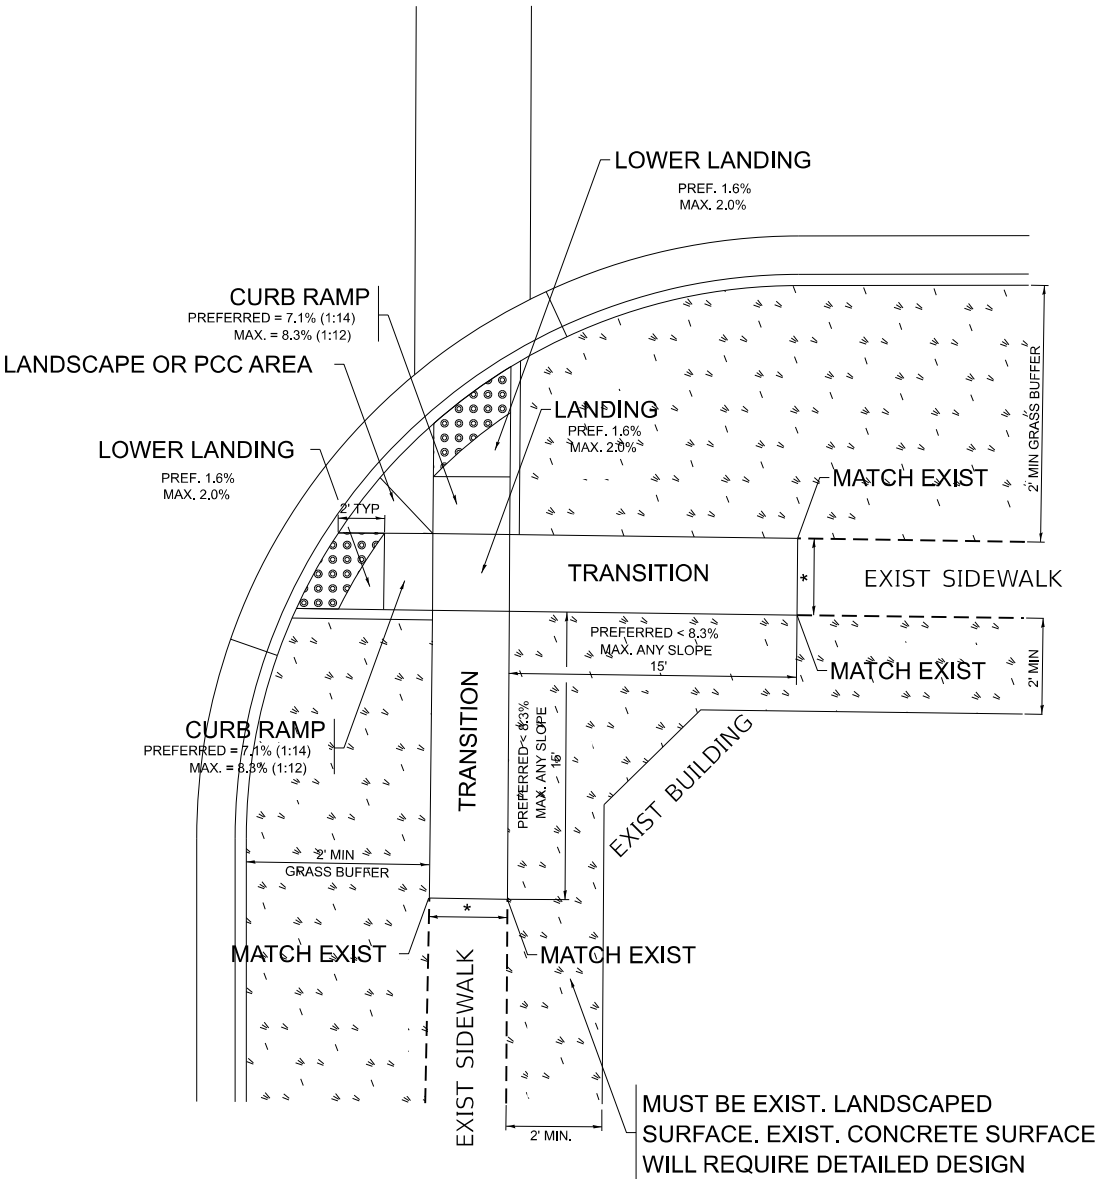 LOWER LANDING
PREF. 1.6%
MAX. 2.0%
CURB RAMP
PREFERRED = 7.1% (1:14)
MAX. = 8.3% (1:12)
LANDSCAPE OR PCC AREA
LANDING
PREF. 1.6%
MAX. 2.0%
LOWER LANDING
PREF. 1.6%
MAX. 2.0%
2' TYP
2' MIN GRASS BUFFER
MATCH EXIST
TRANSITION
*
EXIST SIDEWALK
PREFERRED < 8.3%
MAX. ANY SLOPE
15'
MATCH EXIST
2' MIN
CURB RAMP
PREFERRED = 7.1% (1:14)
MAX. = 8.3% (1:12)
TRANSITION
PREFERRED < 8.3%
MAX. ANY SLOPE
15'
EXIST BUILDING
2' MIN
GRASS BUFFER
*
MATCH EXIST
MATCH EXIST
EXIST SIDEWALK
2' MIN.
MUST BE EXIST. LANDSCAPED
SURFACE. EXIST. CONCRETE SURFACE
WILL REQUIRE DETAILED DESIGN